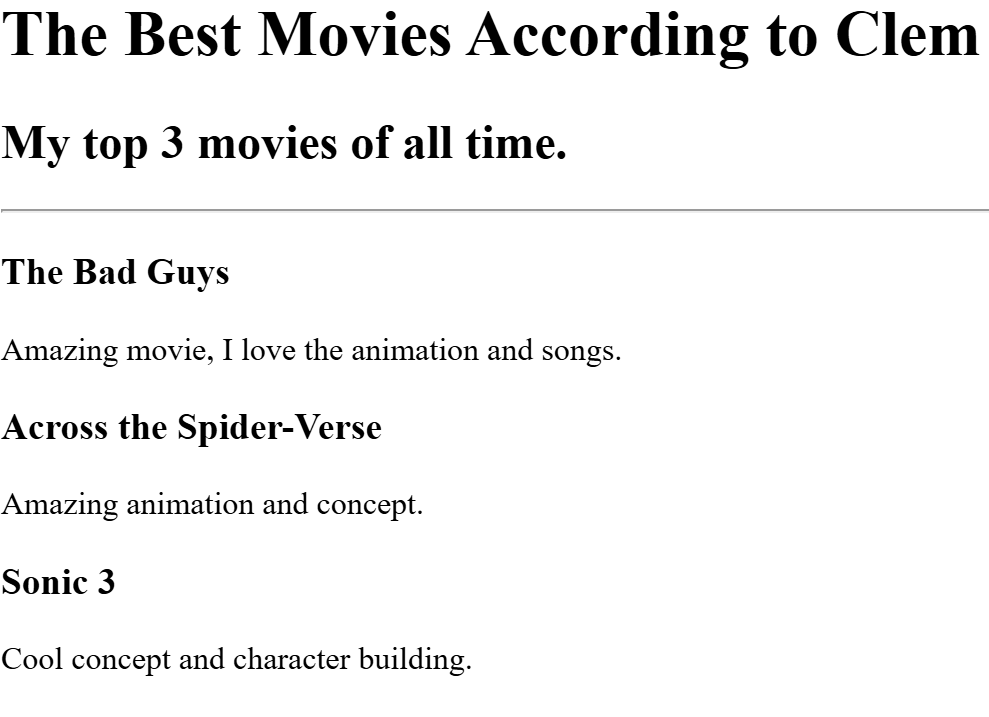 The Best Movies According to Clem
My top 3 movies of all time.
The Bad Guys
Amazing movie, I love the animation and songs.
Across the Spider-Verse
Amazing animation and concept.
Sonic 3
Cool concept and character building.